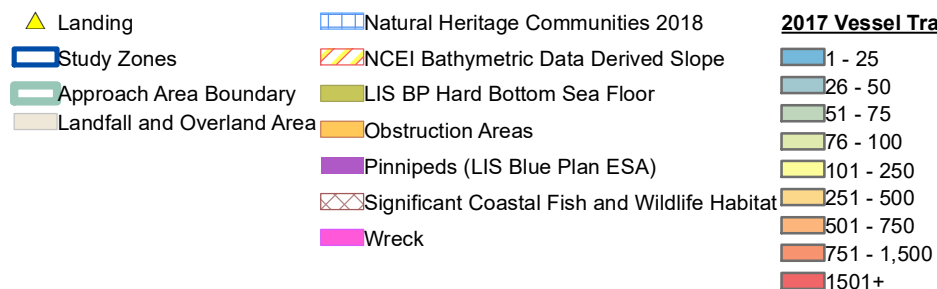 Landing
Study Zones
Approach Area Boundary
Landfall and Overland Area
Natural Heritage Communities 2018
NCEI Bathymetric Data Derived Slope
LIS BP Hard Bottom Sea Floor
Obstruction Areas
Pinnipeds (LIS Blue Plan ESA)
Significant Coastal Fish and Wildlife Habitat
Wreck
2017 Vessel Tra
1 - 25
26 - 50
51 - 75
76 - 100
101 - 250
251 - 500
501 - 750
751 - 1,500
1501+